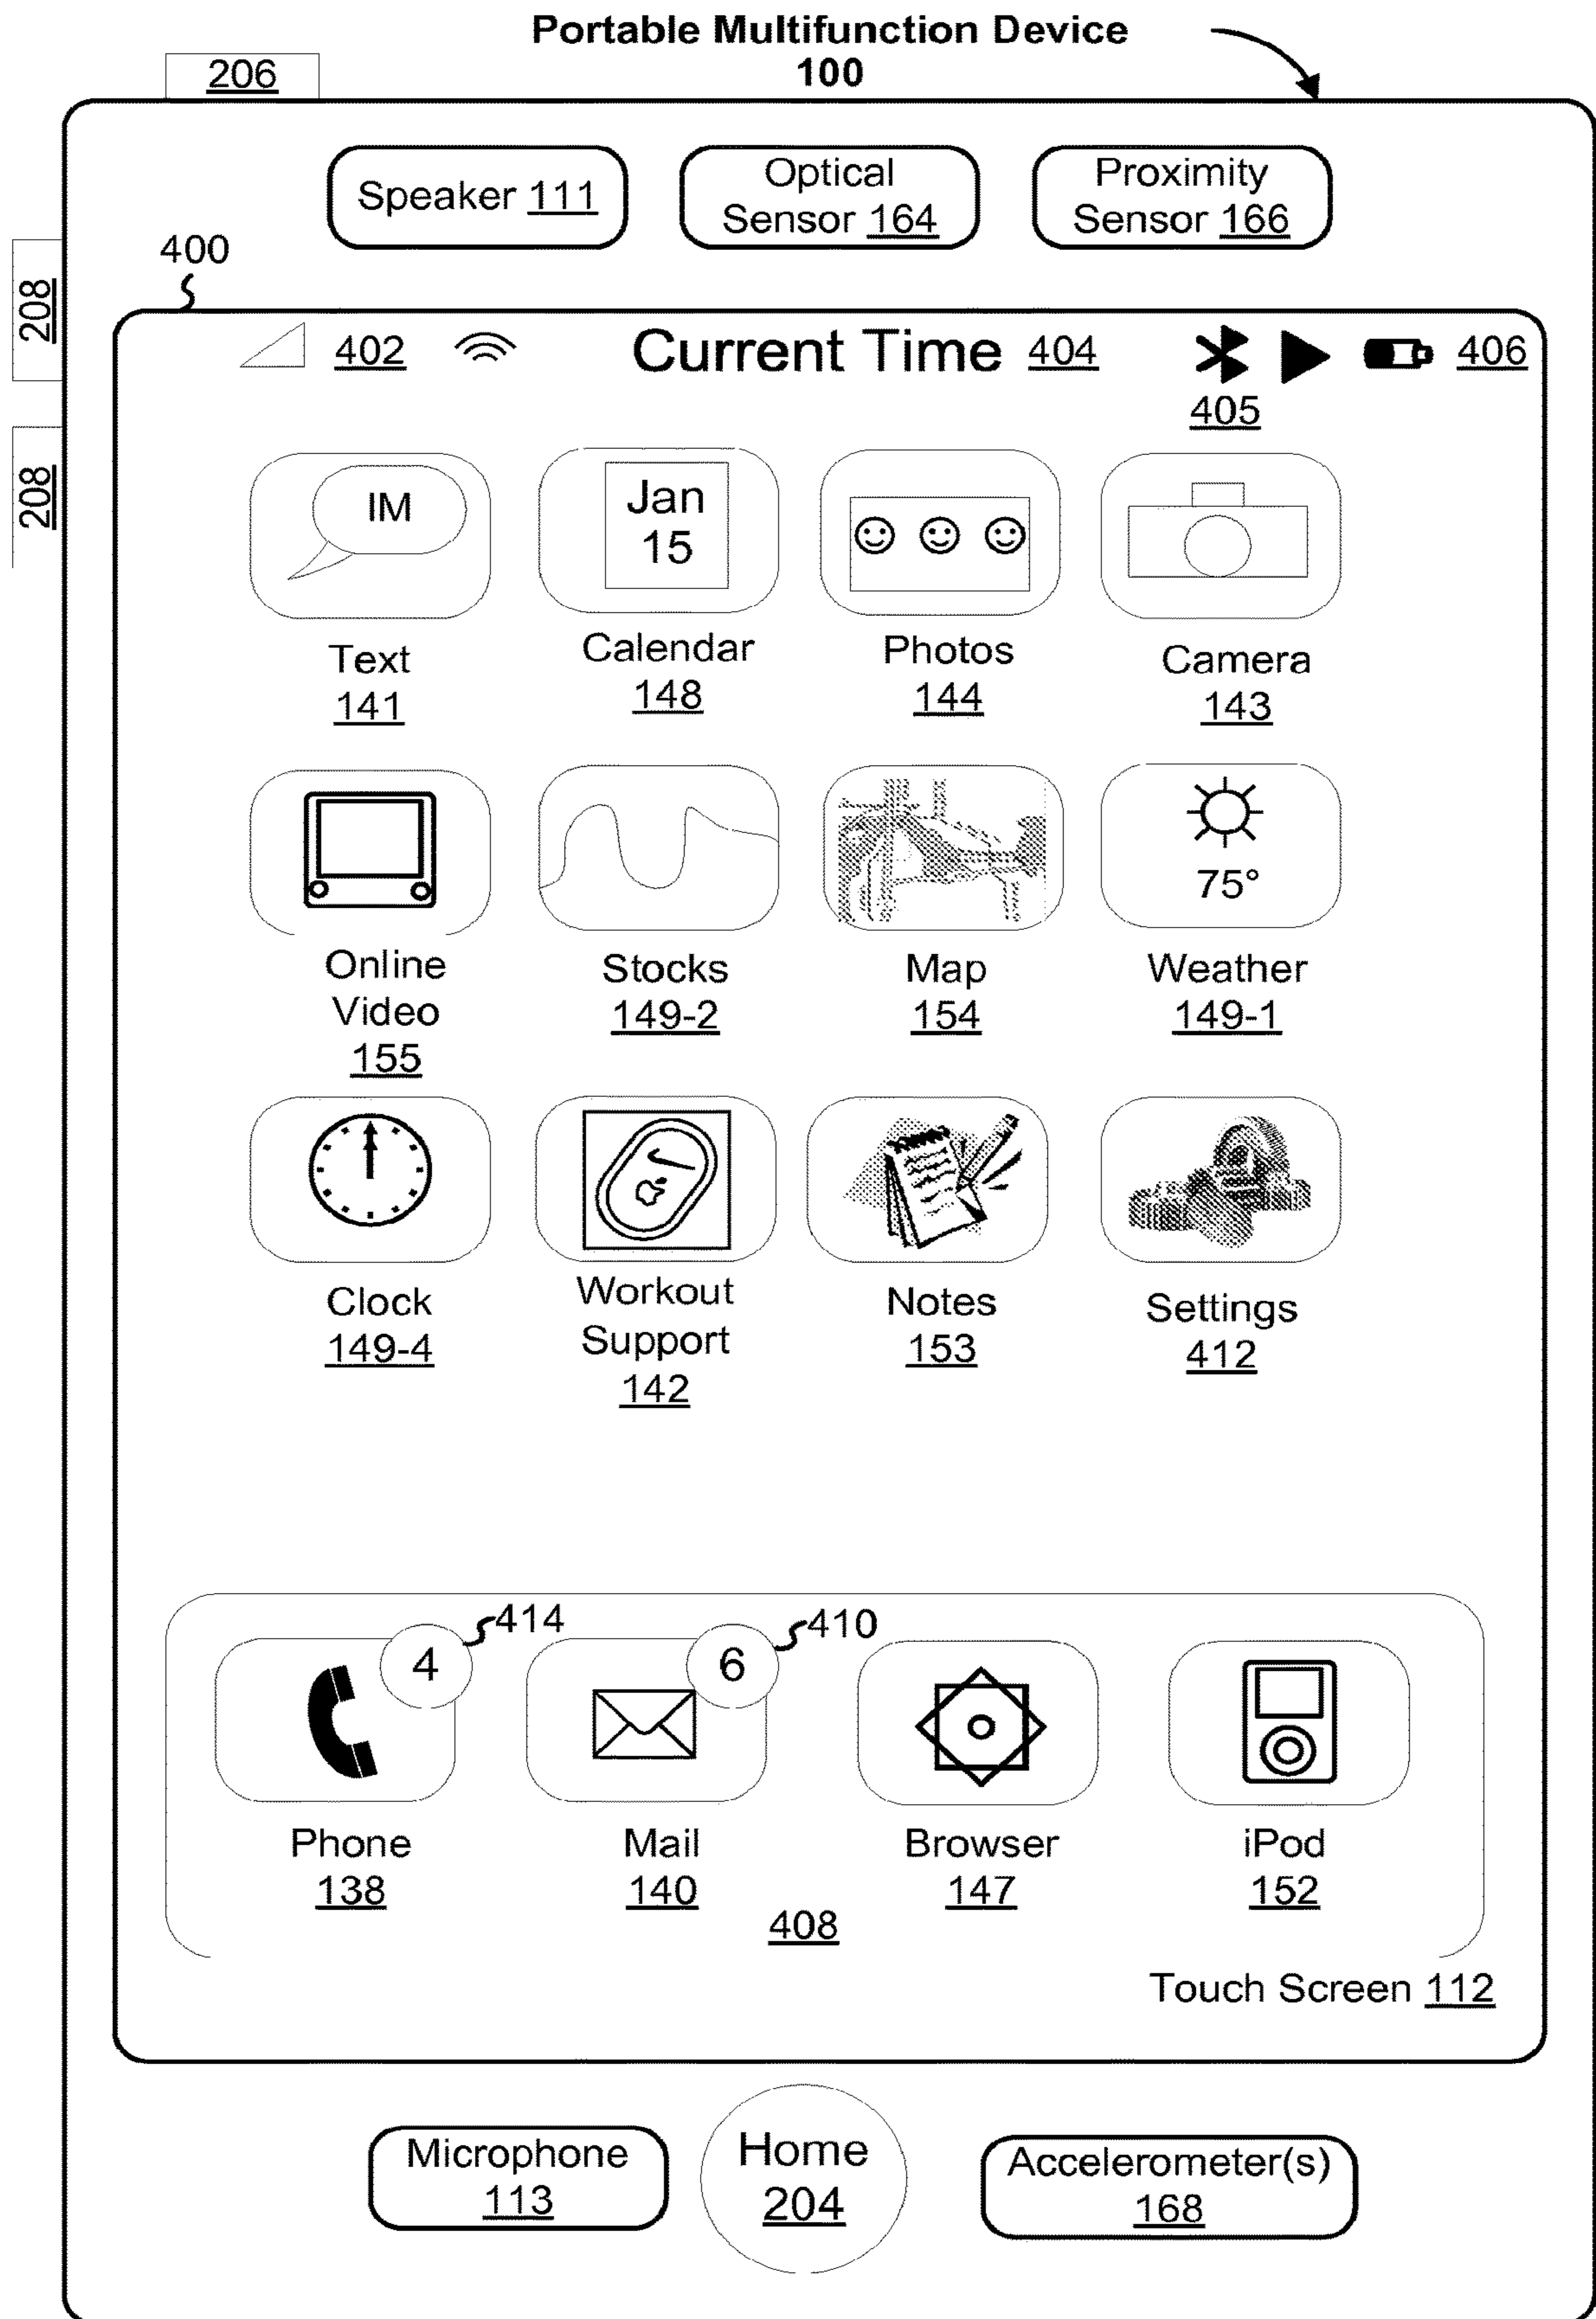 Portable Multifunction Device
100
206
Speaker 111
Optical
Sensor 164
Proximity
Sensor 166
208
208
400
402
Current Time 404
405
406
IM
Jan
15
Text
141
Calendar
148
Photos
144
Camera
143
75°
Online
Video
155
Stocks
149-2
Map
154
Weather
149-1
Clock
149-4
Workout
Support
142
Notes
153
Settings
412
4
414
6
410
Phone
138
Mail
140
Browser
147
iPod
152
408
Touch Screen 112
Microphone
113
Home
204
Accelerometer(s)
168